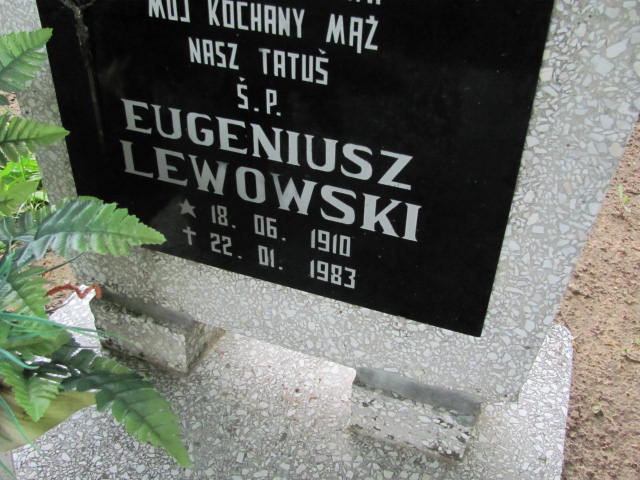 MÓJ KOCHANY MĄŻ
NASZ TATUŚ
Ś.P.
EUGENIUSZ
LEWOWSKI
★ 18. 06. 1910
✝ 22. 01. 1983